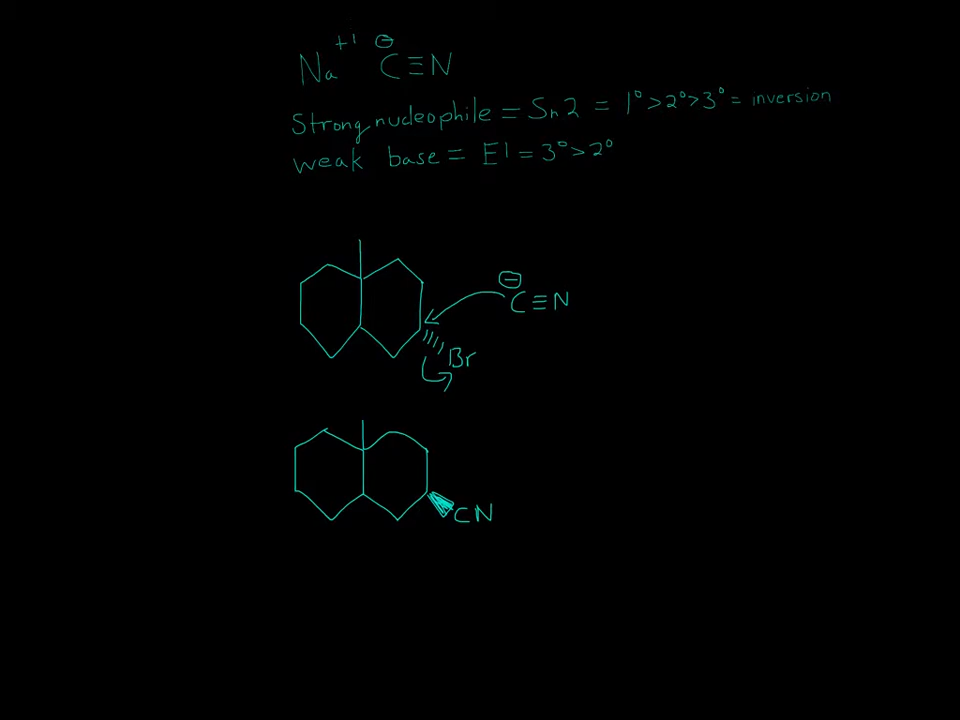 Na+1 ⊖C≡N
Strong nucleophile = Sn2 = 1° > 2° > 3° = inversion
weak base = E1 = 3° > 2°
⊖C≡N
Br
CN